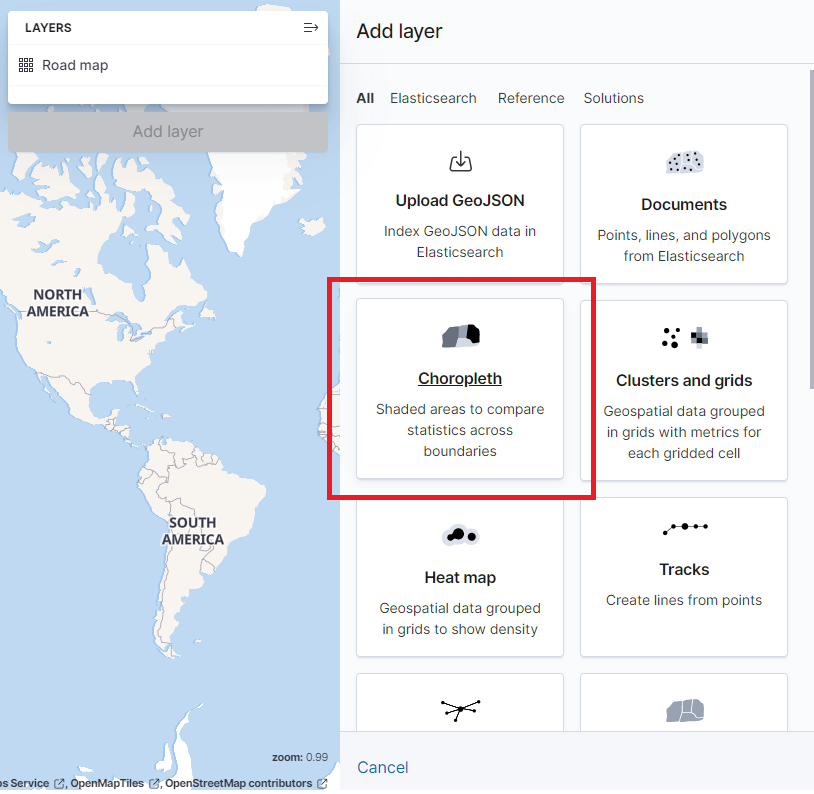 LAYERS
Road map
Add layer
NORTH
AMERICA
SOUTH
AMERICA
zoom: 0.99
ps Service , OpenMapTiles , OpenStreetMap contributors
Add layer
All Elasticsearch Reference Solutions
Upload GeoJSON
Index GeoJSON data in
Elasticsearch
Documents
Points, lines, and polygons
from Elasticsearch
Choropleth
Shaded areas to compare
statistics across
boundaries
Clusters and grids
Geospatial data grouped
in grids with metrics for
each gridded cell
Heat map
Geospatial data grouped
in grids to show density
Tracks
Create lines from points
Cancel